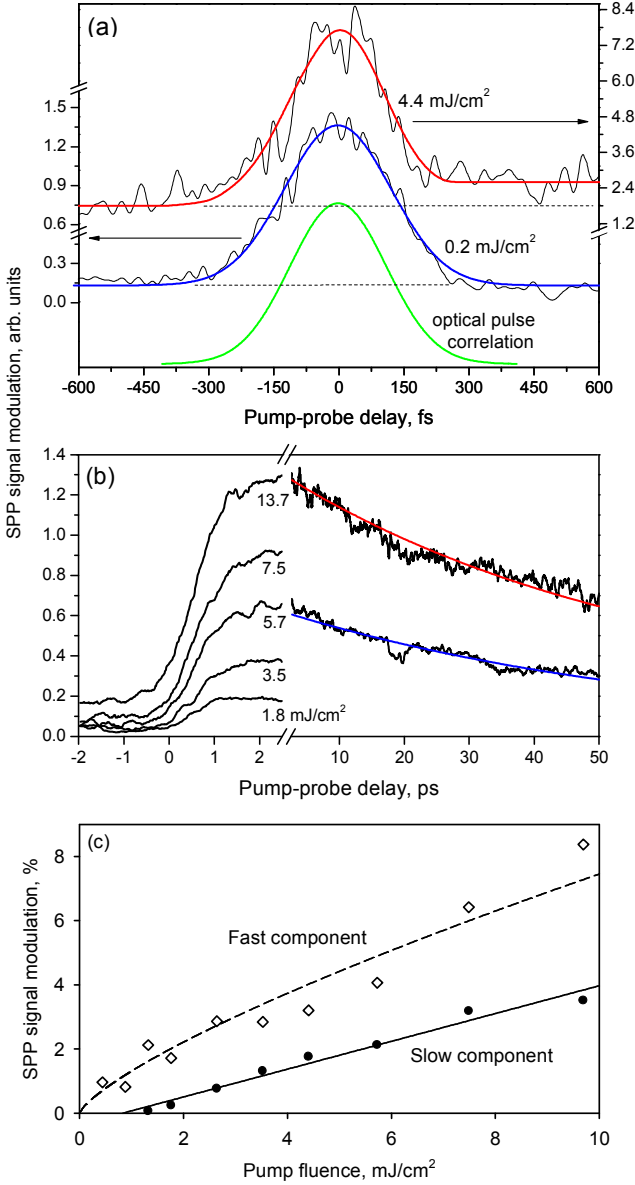 (a)
8.4
7.2
6.0
4.8
3.6
2.4
1.2
1.5
1.2
0.9
0.6
0.3
0.0
4.4 mJ/cm²
0.2 mJ/cm²
optical pulse
correlation
-600 -450 -300 -150 0 150 300 450 600
Pump-probe delay, fs
SPP signal modulation, arb. units
(b)
1.4
1.2
1.0
0.8
0.6
0.4
0.2
0.0
13.7
7.5
5.7
3.5
1.8 mJ/cm²
-2 -1 0 1 2 10 20 30 40 50
Pump-probe delay, ps
(c)
SPP signal modulation, %
8
6
4
2
0
Fast component
Slow component
0 2 4 6 8 10
Pump fluence, mJ/cm²